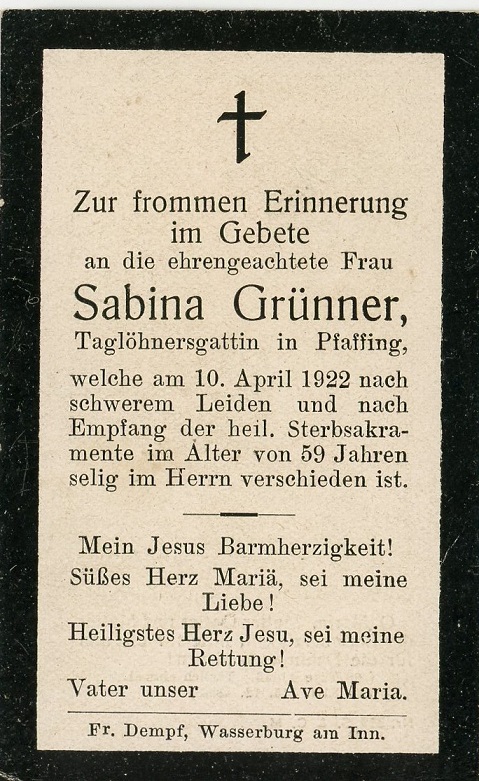 Zur frommen Erinnerung
im Gebete
an die ehrengeachtete Frau
Sabina Grünner,
Taglöhnersgattin in Pfaffing,
welche am 10. April 1922 nach
schwerem Leiden und nach
Empfang der heil. Sterbsakra-
mente im Alter von 59 Jahren
selig im Herrn verschieden ist.
Mein Jesus Barmherzigkeit!
Süßes Herz Mariä, sei meine
Liebe!
Heiligstes Herz Jesu, sei meine
Rettung!
Vater unser Ave Maria.
Fr. Dempf, Wasserburg am Inn.